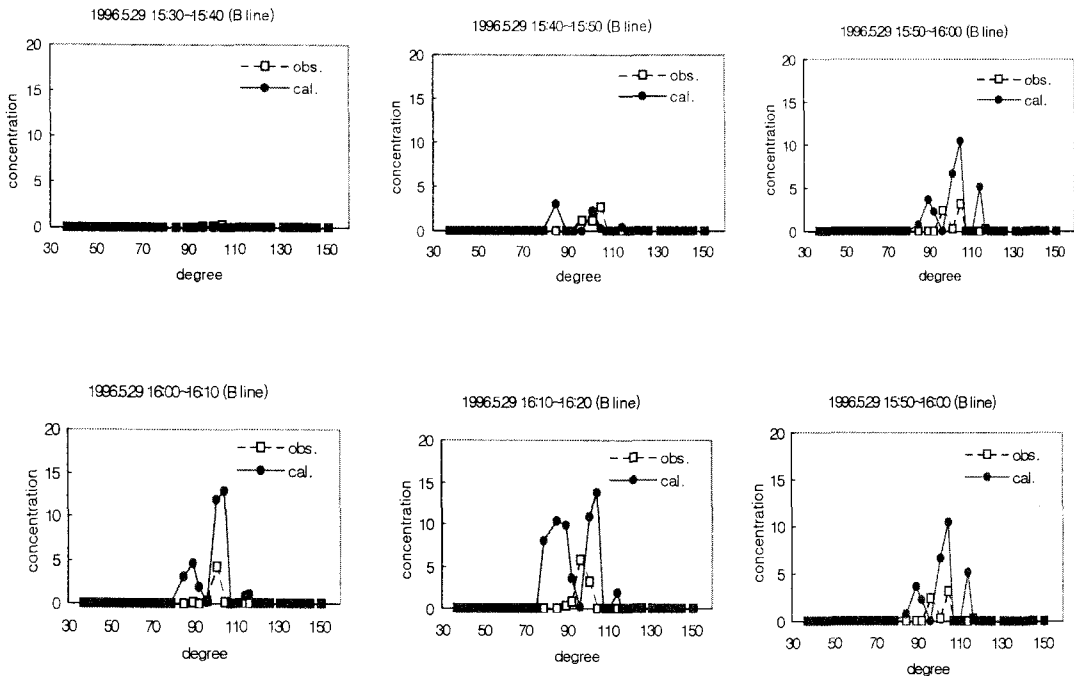 1996.5.29 15:30~15:40 (B line)
20
15
10
5
0
concentration
obs.
cal.
30 50 70 90 110 130 150
degree
1996.5.29 15:40~15:50 (B line)
20
15
10
5
0
concentration
obs.
cal.
30 50 70 90 110 130 150
degree
1996.5.29 15:50~16:00 (B line)
20
15
10
5
0
concentration
obs.
cal.
30 50 70 90 110 130 150
degree
1996.5.29 16:00~16:10 (B line)
20
15
10
5
0
concentration
obs.
cal.
30 50 70 90 110 130 150
degree
1996.5.29 16:10~16:20 (B line)
20
15
10
5
0
concentration
obs.
cal.
30 50 70 90 110 130 150
degree
1996.5.29 15:50~16:00 (B line)
20
15
10
5
0
concentration
obs.
cal.
30 50 70 90 110 130 150
degree